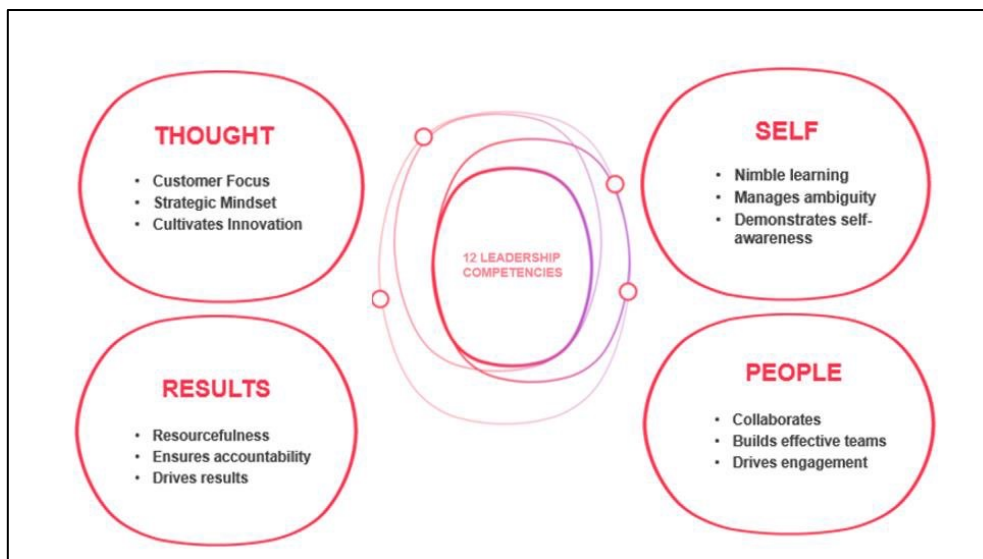 THOUGHT
• Customer Focus
• Strategic Mindset
• Cultivates Innovation
SELF
• Nimble learning
• Manages ambiguity
• Demonstrates self-
awareness
12 LEADERSHIP
COMPETENCIES
RESULTS
• Resourcefulness
• Ensures accountability
• Drives results
PEOPLE
• Collaborates
• Builds effective teams
• Drives engagement